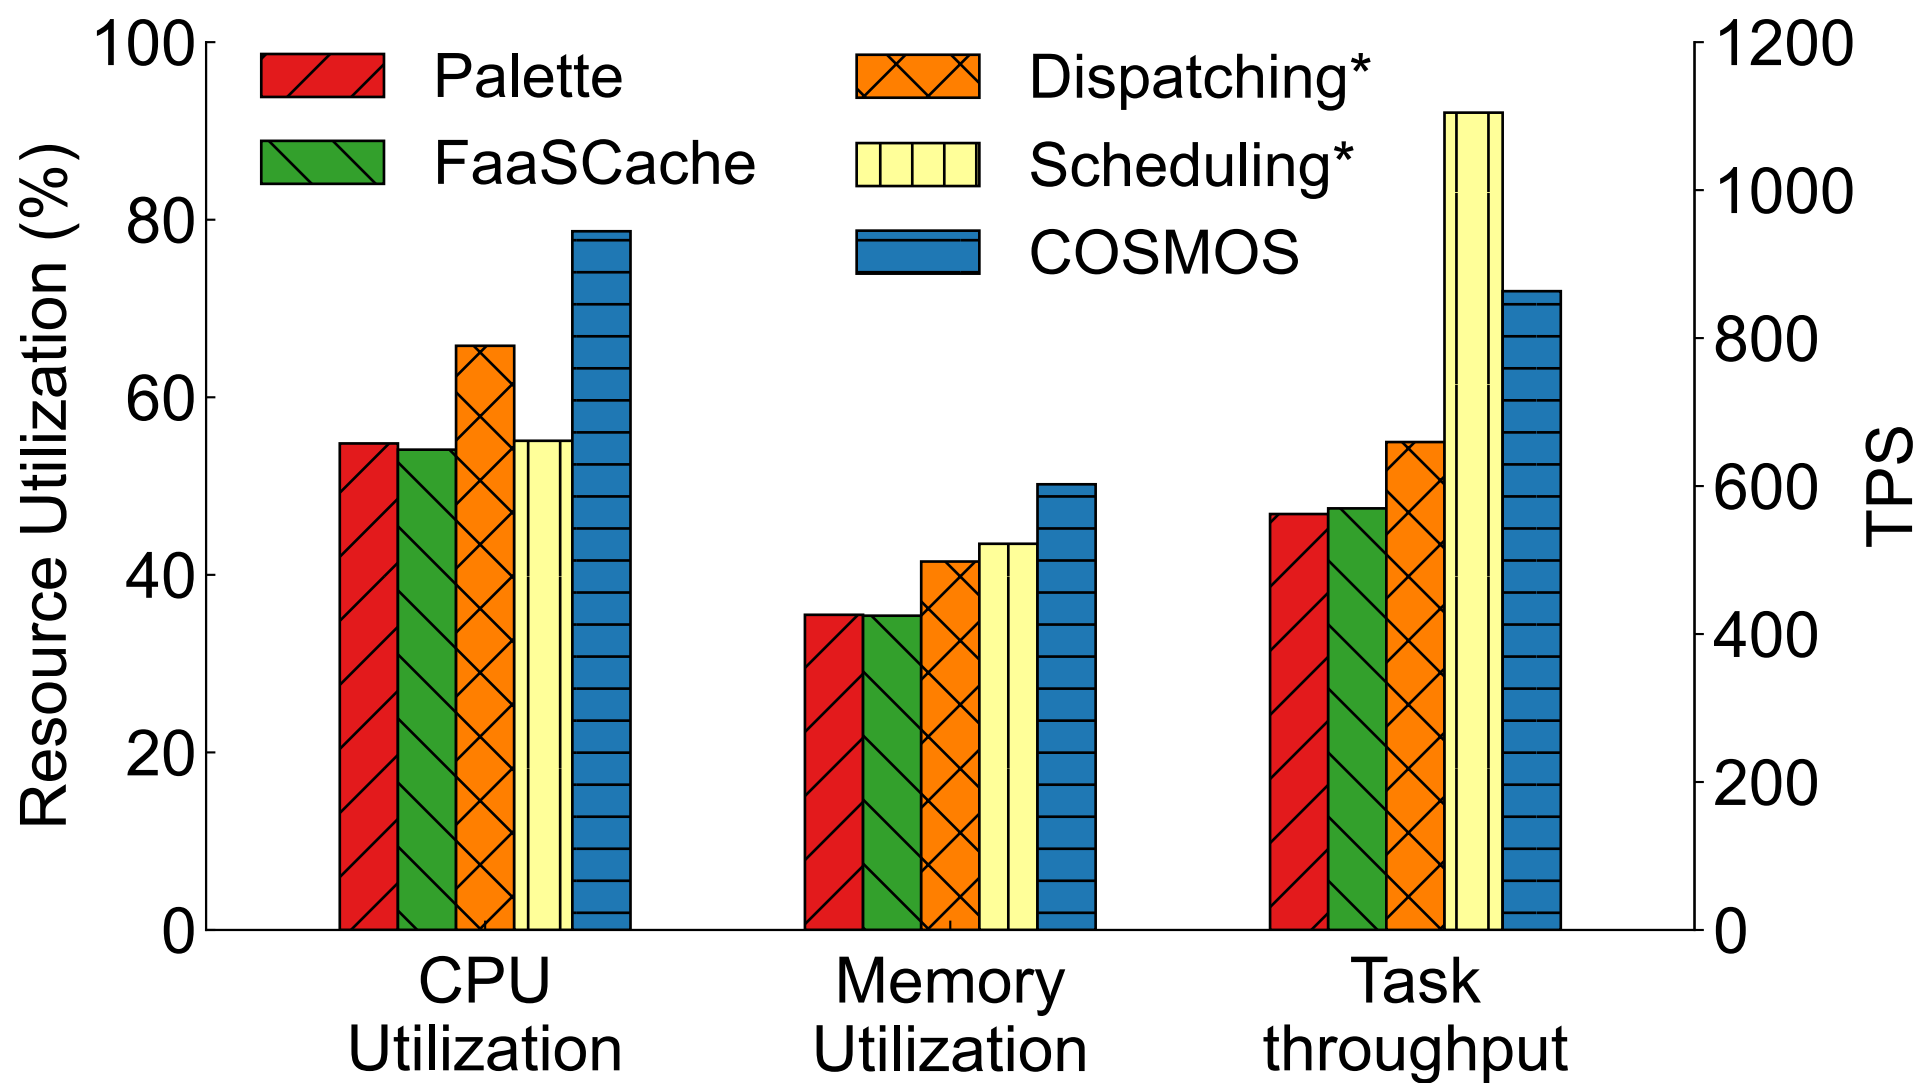 Resource Utilization (%)
100
80
60
40
20
0
Palette
FaaSCache
Dispatching*
Scheduling*
COSMOS
1200
1000
800
600
400
200
0
TPS
CPU
Utilization
Memory
Utilization
Task
throughput